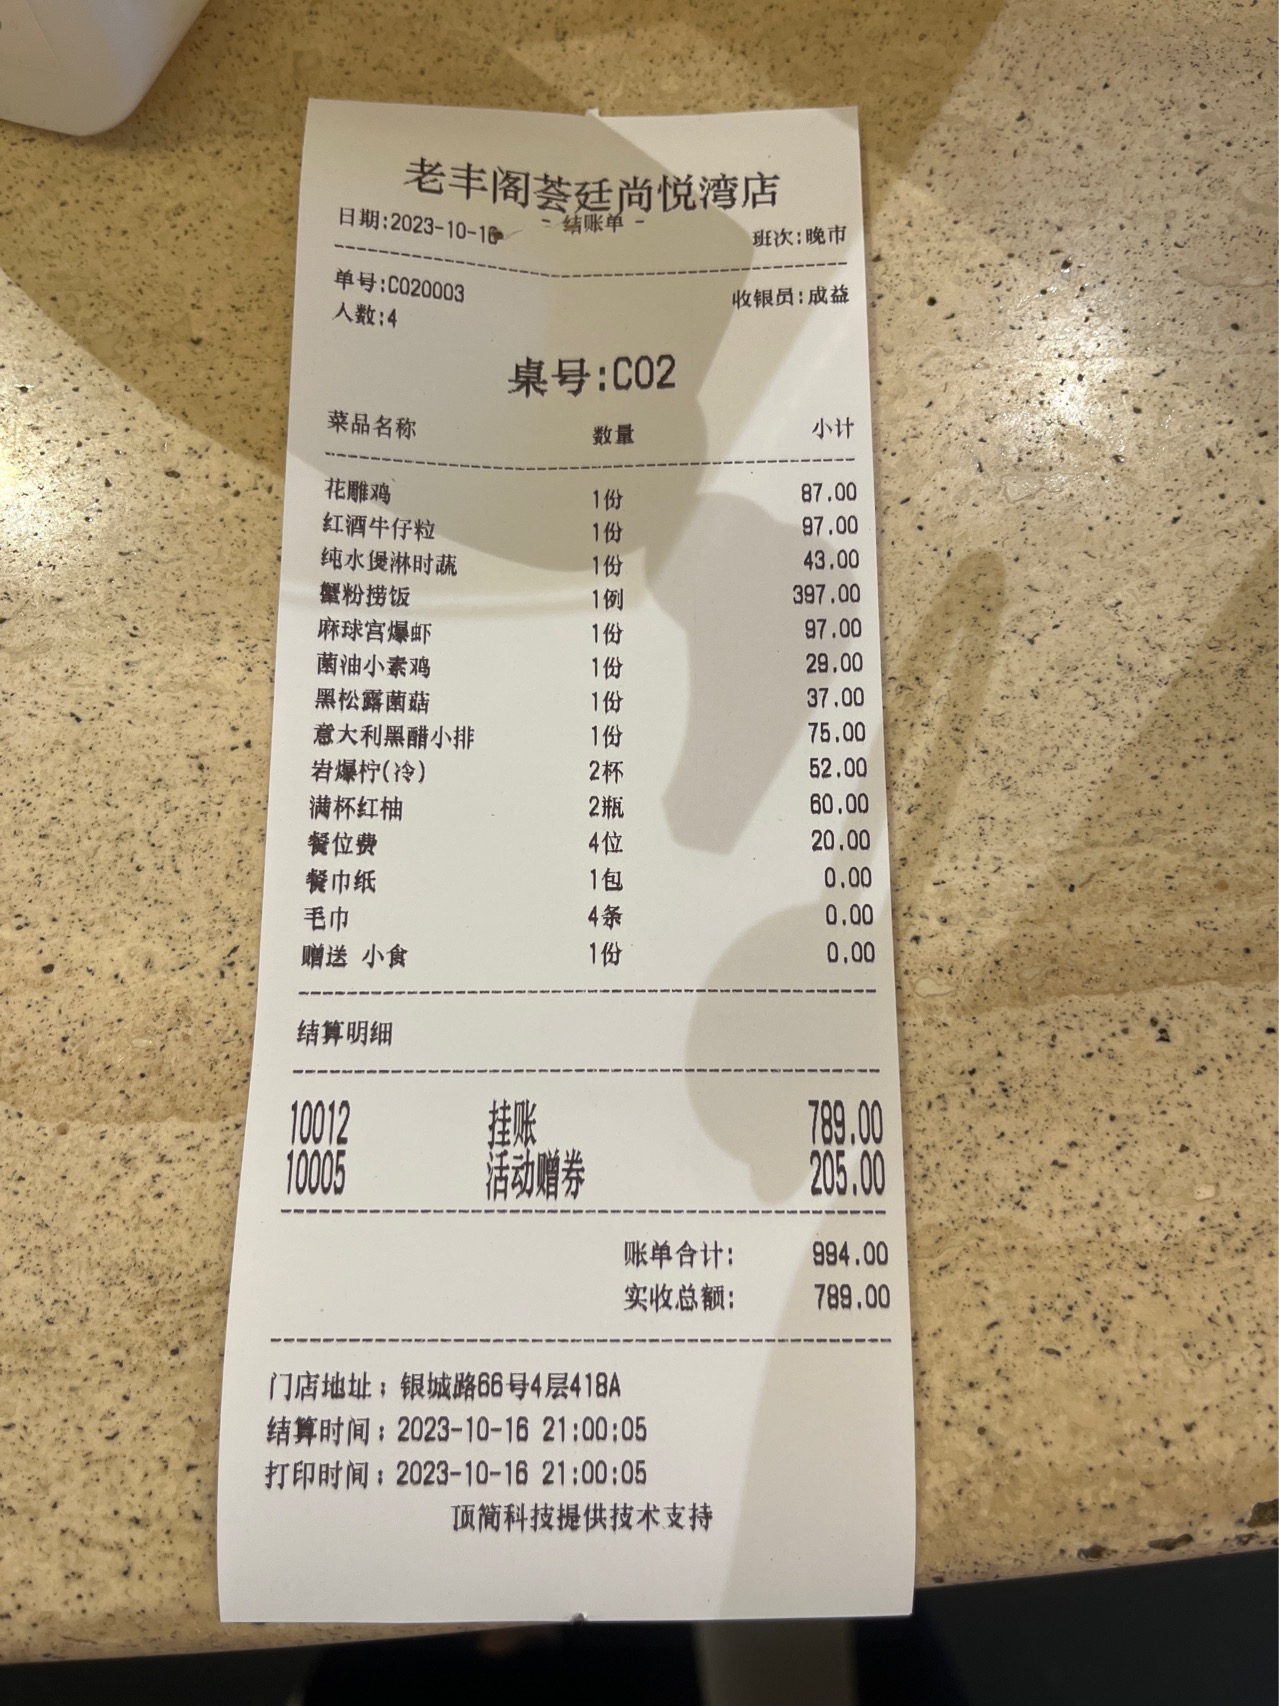 老丰阁荟廷尚悦湾店
- 结账单 -
日期:2023-10-16 班次:晚市
单号:C020003 收银员:成益
人数:4
桌号:C02
菜品名称 数量 小计
花雕鸡 1份 87.00
红酒牛仔粒 1份 97.00
纯水煲淋时蔬 1份 43.00
蟹粉捞饭 1例 397.00
麻球宫爆虾 1份 97.00
菌油小素鸡 1份 29.00
黑松露菌菇 1份 37.00
意大利黑醋小排 1份 75.00
岩爆柠(冷) 2杯 52.00
满杯红柚 2瓶 60.00
餐位费 4位 20.00
餐巾纸 1包 0.00
毛巾 4条 0.00
赠送 小食 1份 0.00
结算明细
10012 挂账 789.00
10005 活动赠券 205.00
账单合计: 994.00
实收总额: 789.00
门店地址：银城路66号4层418A
结算时间：2023-10-16 21:00:05
打印时间：2023-10-16 21:00:05
顶简科技提供技术支持